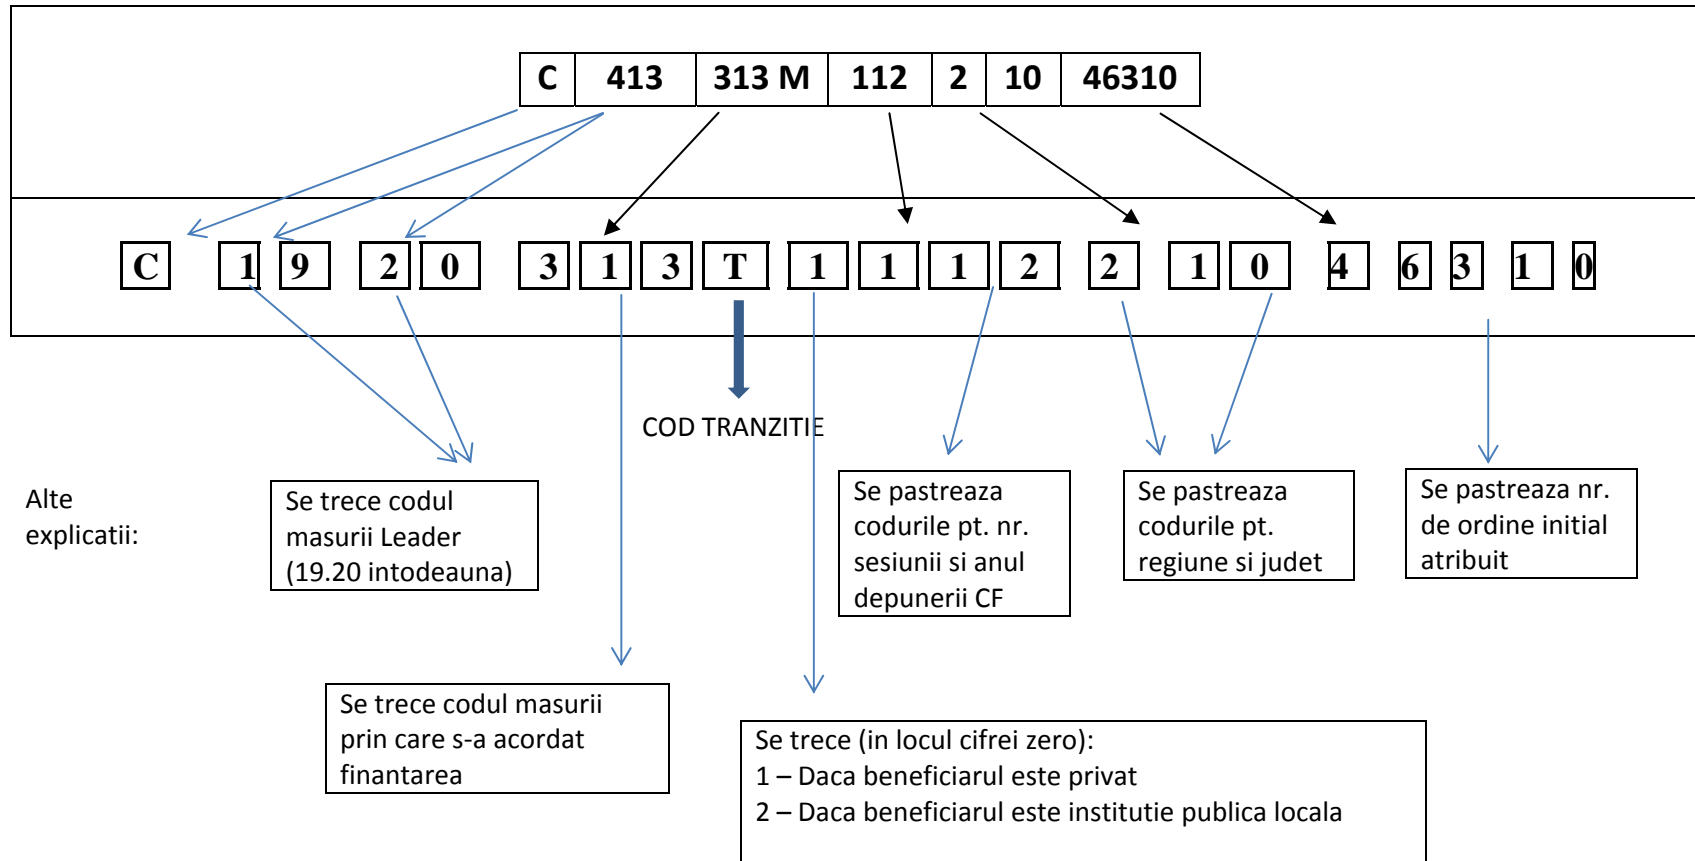 C 413 313 M 112 2 10 46310
C 1 9 2 0 3 1 3 T 1 1 1 2 2 1 0 4 6 3 1 0
COD TRANZITIE
Alte
explicatii:
Se trece codul
masurii Leader
(19.20 intodeauna)
Se pastreaza
codurile pt. nr.
sesiunii si anul
depunerii CF
Se pastreaza
codurile pt.
regiune si judet
Se pastreaza nr.
de ordine initial
atribuit
Se trece codul masurii
prin care s-a acordat
finantarea
Se trece (in locul cifrei zero):
1 – Daca beneficiarul este privat
2 – Daca beneficiarul este institutie publica locala